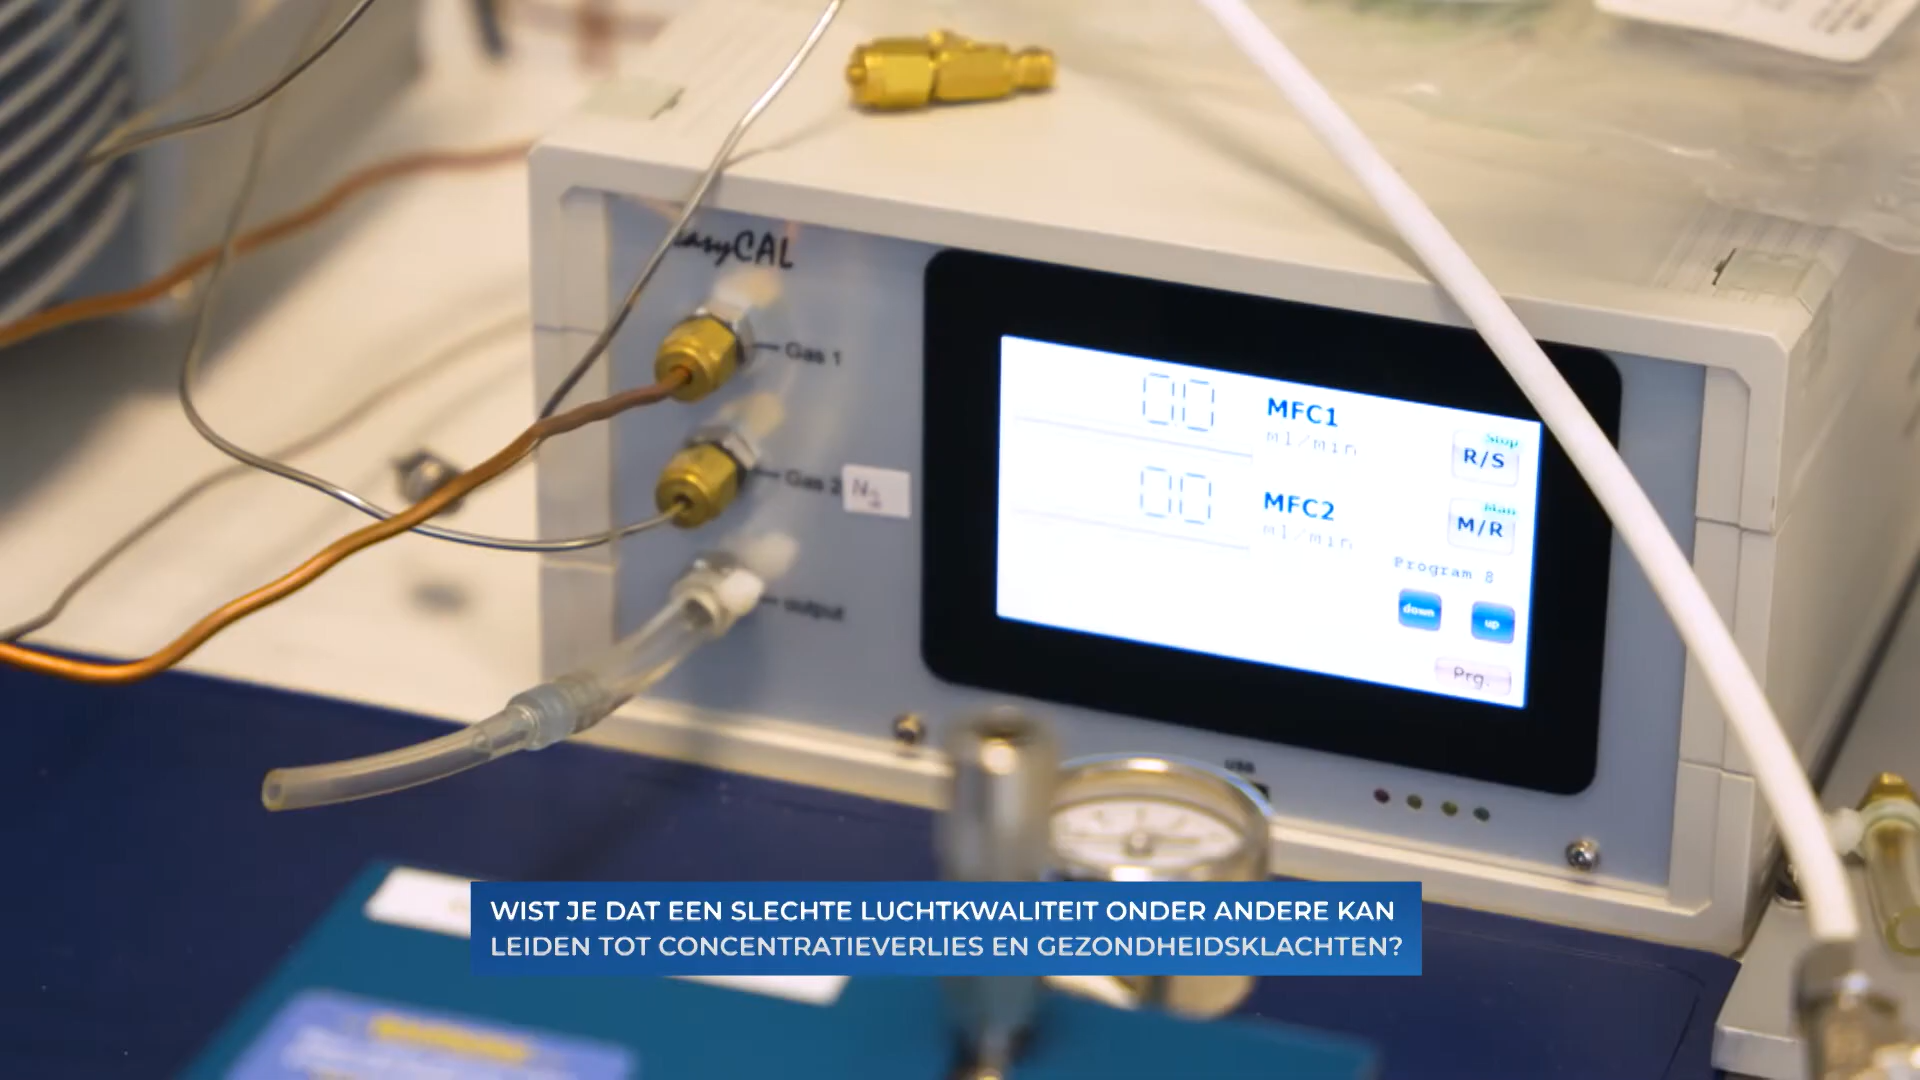 easyCAL
Gas 1
Gas 2
N2
output
00
MFC1
ml/min
00
MFC2
ml/min
Stop
R/S
Man
M/R
Program 8
down
up
Prg.
USB
WIST JE DAT EEN SLECHTE LUCHTKWALITEIT ONDER ANDERE KAN
LEIDEN TOT CONCENTRATIEVERLIES EN GEZONDHEIDSKLACHTEN?